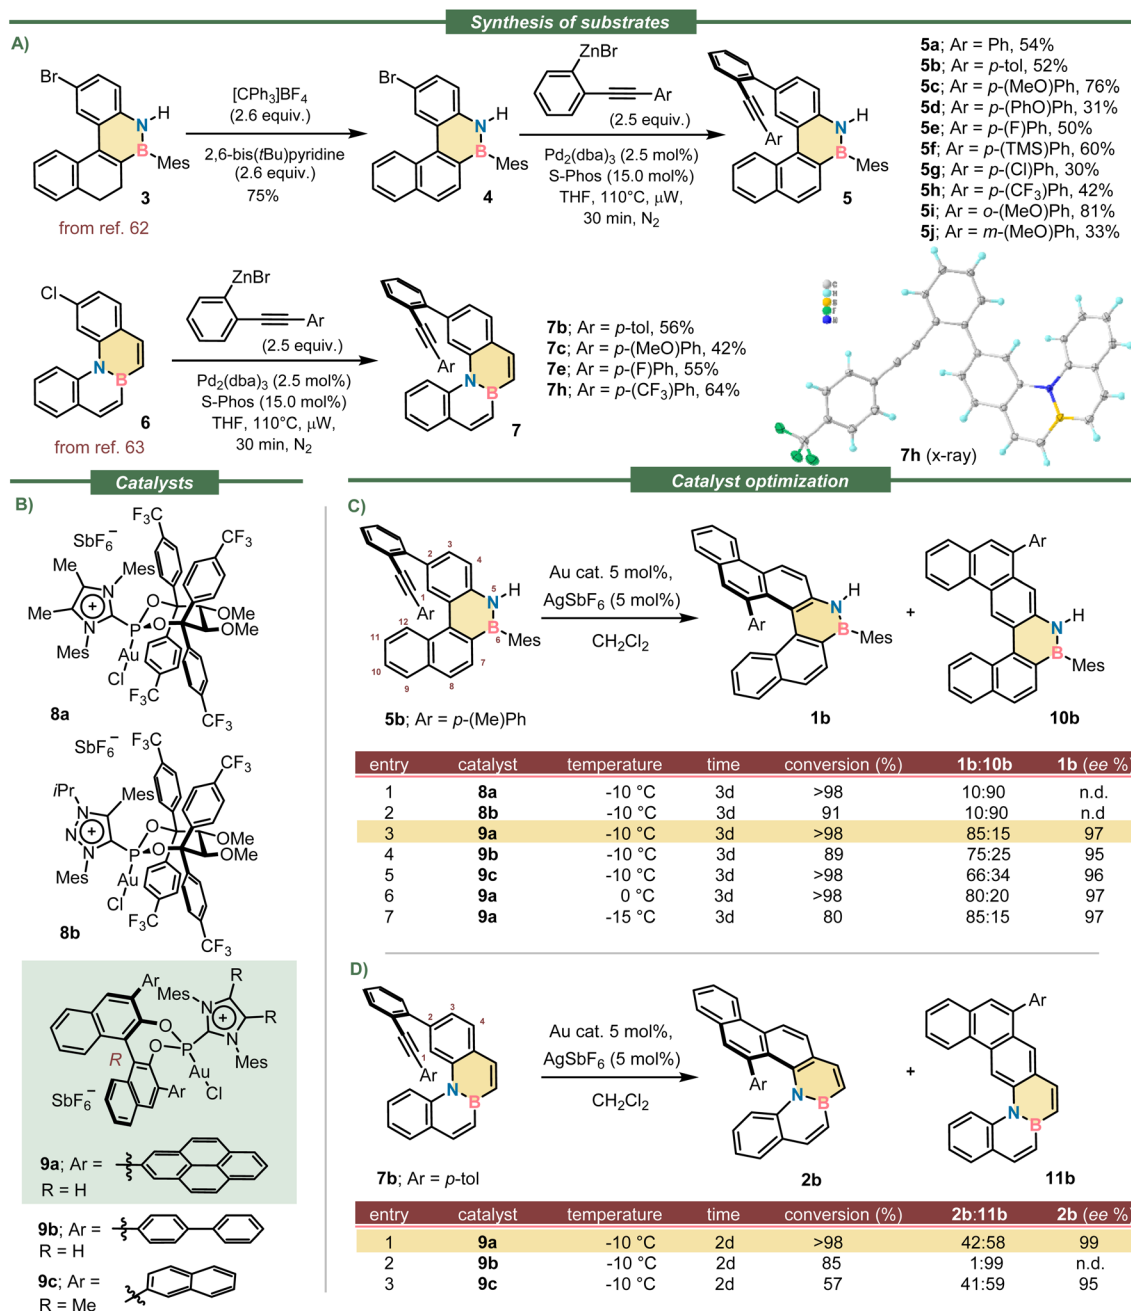 Synthesis of substrates
A)
Br
N
H
B
Mes
3
from ref. 62
[CPh3]BF4
(2.6 equiv.)
2,6-bis(tBu)pyridine
(2.6 equiv.)
75%
Br
N
H
B
Mes
4
ZnBr
Ar
(2.5 equiv.)
Pd2(dba)3 (2.5 mol%)
S-Phos (15.0 mol%)
THF, 110°C, μW,
30 min, N2
Ar
N
H
B
Mes
5
5a; Ar = Ph, 54%
5b; Ar = p-tol, 52%
5c; Ar = p-(MeO)Ph, 76%
5d; Ar = p-(PhO)Ph, 31%
5e; Ar = p-(F)Ph, 50%
5f; Ar = p-(TMS)Ph, 60%
5g; Ar = p-(Cl)Ph, 30%
5h; Ar = p-(CF3)Ph, 42%
5i; Ar = o-(MeO)Ph, 81%
5j; Ar = m-(MeO)Ph, 33%
Cl
N
B
6
from ref. 63
ZnBr
Ar
(2.5 equiv.)
Pd2(dba)3 (2.5 mol%)
S-Phos (15.0 mol%)
THF, 110°C, μW,
30 min, N2
Ar
N
B
7
7b; Ar = p-tol, 56%
7c; Ar = p-(MeO)Ph, 42%
7e; Ar = p-(F)Ph, 55%
7h; Ar = p-(CF3)Ph, 64%
C
H
B
F
N
7h (x-ray)
Catalysts
B)
SbF6−
F3C
CF3
Me
Me
Mes
N
+
N
Mes
P
O
O
OMe
OMe
Au
Cl
F3C
CF3
8a
SbF6−
F3C
CF3
iPr
Mes
N
N
+
N
Mes
P
O
O
OMe
OMe
Au
Cl
F3C
CF3
8b
Ar
Mes
R
R
N
+
N
Mes
O
O
P
R
Au
Cl
Ar
SbF6−
9a; Ar =
R = H
9b; Ar =
R = H
9c; Ar =
R = Me
Catalyst optimization
C)
1
2
3
4
5
6
7
8
9
10
11
12
Ar
N
H
B
Mes
5b; Ar = p-(Me)Ph
Au cat. 5 mol%,
AgSbF6 (5 mol%)
CH2Cl2
Ar
N
H
B
Mes
1b
+
Ar
N
H
B
Mes
10b
entry catalyst temperature time conversion (%) 1b:10b 1b (ee %)
1 8a -10 °C 3d >98 10:90 n.d.
2 8b -10 °C 3d 91 10:90 n.d
3 9a -10 °C 3d >98 85:15 97
4 9b -10 °C 3d 89 75:25 95
5 9c -10 °C 3d >98 66:34 96
6 9a 0 °C 3d >98 80:20 97
7 9a -15 °C 3d 80 85:15 97
D)
1
2
3
4
Ar
N
B
7b; Ar = p-tol
Au cat. 5 mol%,
AgSbF6 (5 mol%)
CH2Cl2
Ar
N
B
2b
+
Ar
N
B
11b
entry catalyst temperature time conversion (%) 2b:11b 2b (ee %)
1 9a -10 °C 2d >98 42:58 99
2 9b -10 °C 2d 85 1:99 n.d.
3 9c -10 °C 2d 57 41:59 95